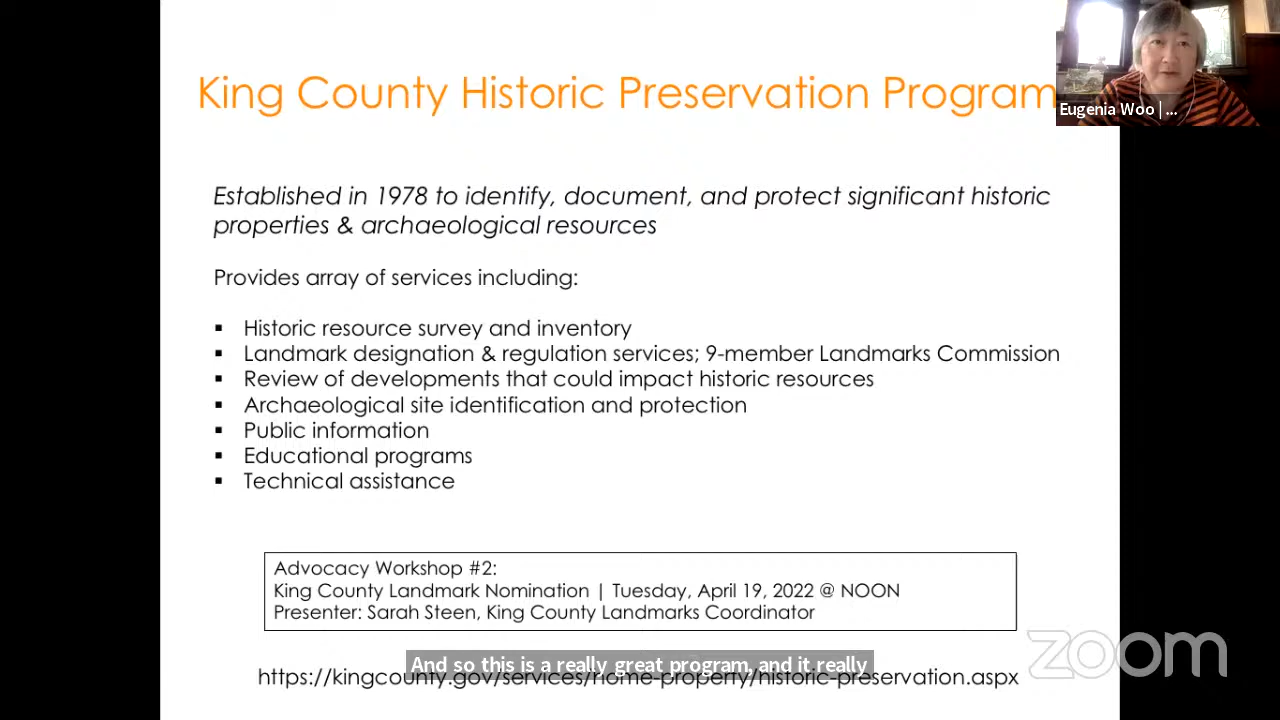 King County Historic Preservation Program
Eugenia Woo | ...
Established in 1978 to identify, document, and protect significant historic
properties & archaeological resources
Provides array of services including:
▪ Historic resource survey and inventory
▪ Landmark designation & regulation services; 9-member Landmarks Commission
▪ Review of developments that could impact historic resources
▪ Archaeological site identification and protection
▪ Public information
▪ Educational programs
▪ Technical assistance
Advocacy Workshop #2:
King County Landmark Nomination | Tuesday, April 19, 2022 @ NOON
Presenter: Sarah Steen, King County Landmarks Coordinator
And so this is a really great program, and it really
https://kingcounty.gov/services/home-property/historic-preservation.aspx
zoom